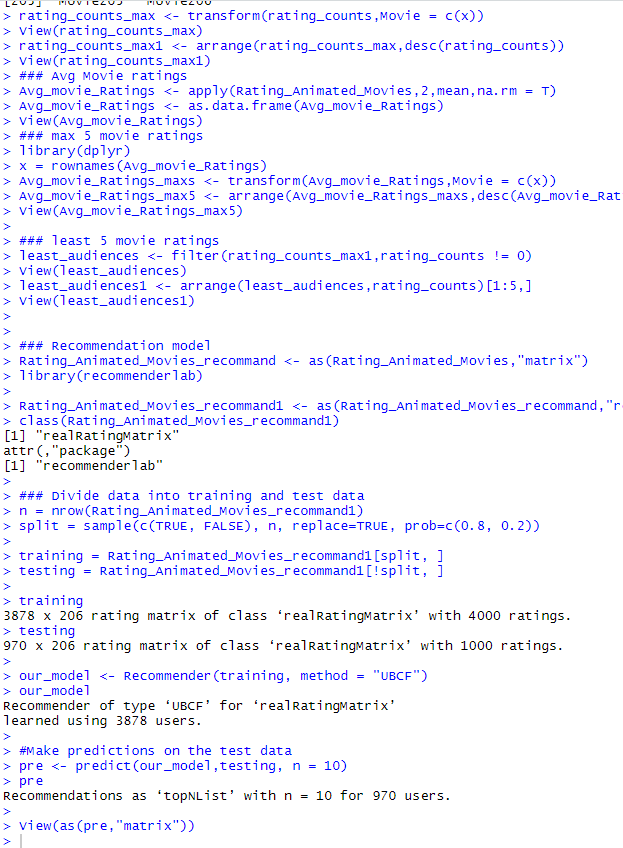 [205] "Movie205" "Movie206"
> rating_counts_max <- transform(rating_counts,Movie = c(x))
> View(rating_counts_max)
> rating_counts_max1 <- arrange(rating_counts_max,desc(rating_counts))
> View(rating_counts_max1)
> ### Avg Movie ratings
> Avg_movie_Ratings <- apply(Rating_Animated_Movies,2,mean,na.rm = T)
> Avg_movie_Ratings <- as.data.frame(Avg_movie_Ratings)
> View(Avg_movie_Ratings)
> ### max 5 movie ratings
> library(dplyr)
> x = rownames(Avg_movie_Ratings)
> Avg_movie_Ratings_maxs <- transform(Avg_movie_Ratings,Movie = c(x))
> Avg_movie_Ratings_max5 <- arrange(Avg_movie_Ratings_maxs,desc(Avg_movie_Rat
> View(Avg_movie_Ratings_max5)
>
> ### least 5 movie ratings
> least_audiences <- filter(rating_counts_max1,rating_counts != 0)
> View(least_audiences)
> least_audiences1 <- arrange(least_audiences,rating_counts)[1:5,]
> View(least_audiences1)
>
>
> ### Recommendation model
> Rating_Animated_Movies_recommand <- as(Rating_Animated_Movies,"matrix")
> library(recommenderlab)
>
> Rating_Animated_Movies_recommand1 <- as(Rating_Animated_Movies_recommand,"r
> class(Rating_Animated_Movies_recommand1)
[1] "realRatingMatrix"
attr(,"package")
[1] "recommenderlab"
>
> ### Divide data into training and test data
> n = nrow(Rating_Animated_Movies_recommand1)
> split = sample(c(TRUE, FALSE), n, replace=TRUE, prob=c(0.8, 0.2))
>
> training = Rating_Animated_Movies_recommand1[split, ]
> testing = Rating_Animated_Movies_recommand1[!split, ]
>
> training
3878 x 206 rating matrix of class ‘realRatingMatrix’ with 4000 ratings.
> testing
970 x 206 rating matrix of class ‘realRatingMatrix’ with 1000 ratings.
>
> our_model <- Recommender(training, method = "UBCF")
> our_model
Recommender of type ‘UBCF’ for ‘realRatingMatrix’
learned using 3878 users.
>
> #Make predictions on the test data
> pre <- predict(our_model,testing, n = 10)
> pre
Recommendations as ‘topNList’ with n = 10 for 970 users.
>
> View(as(pre,"matrix"))
>